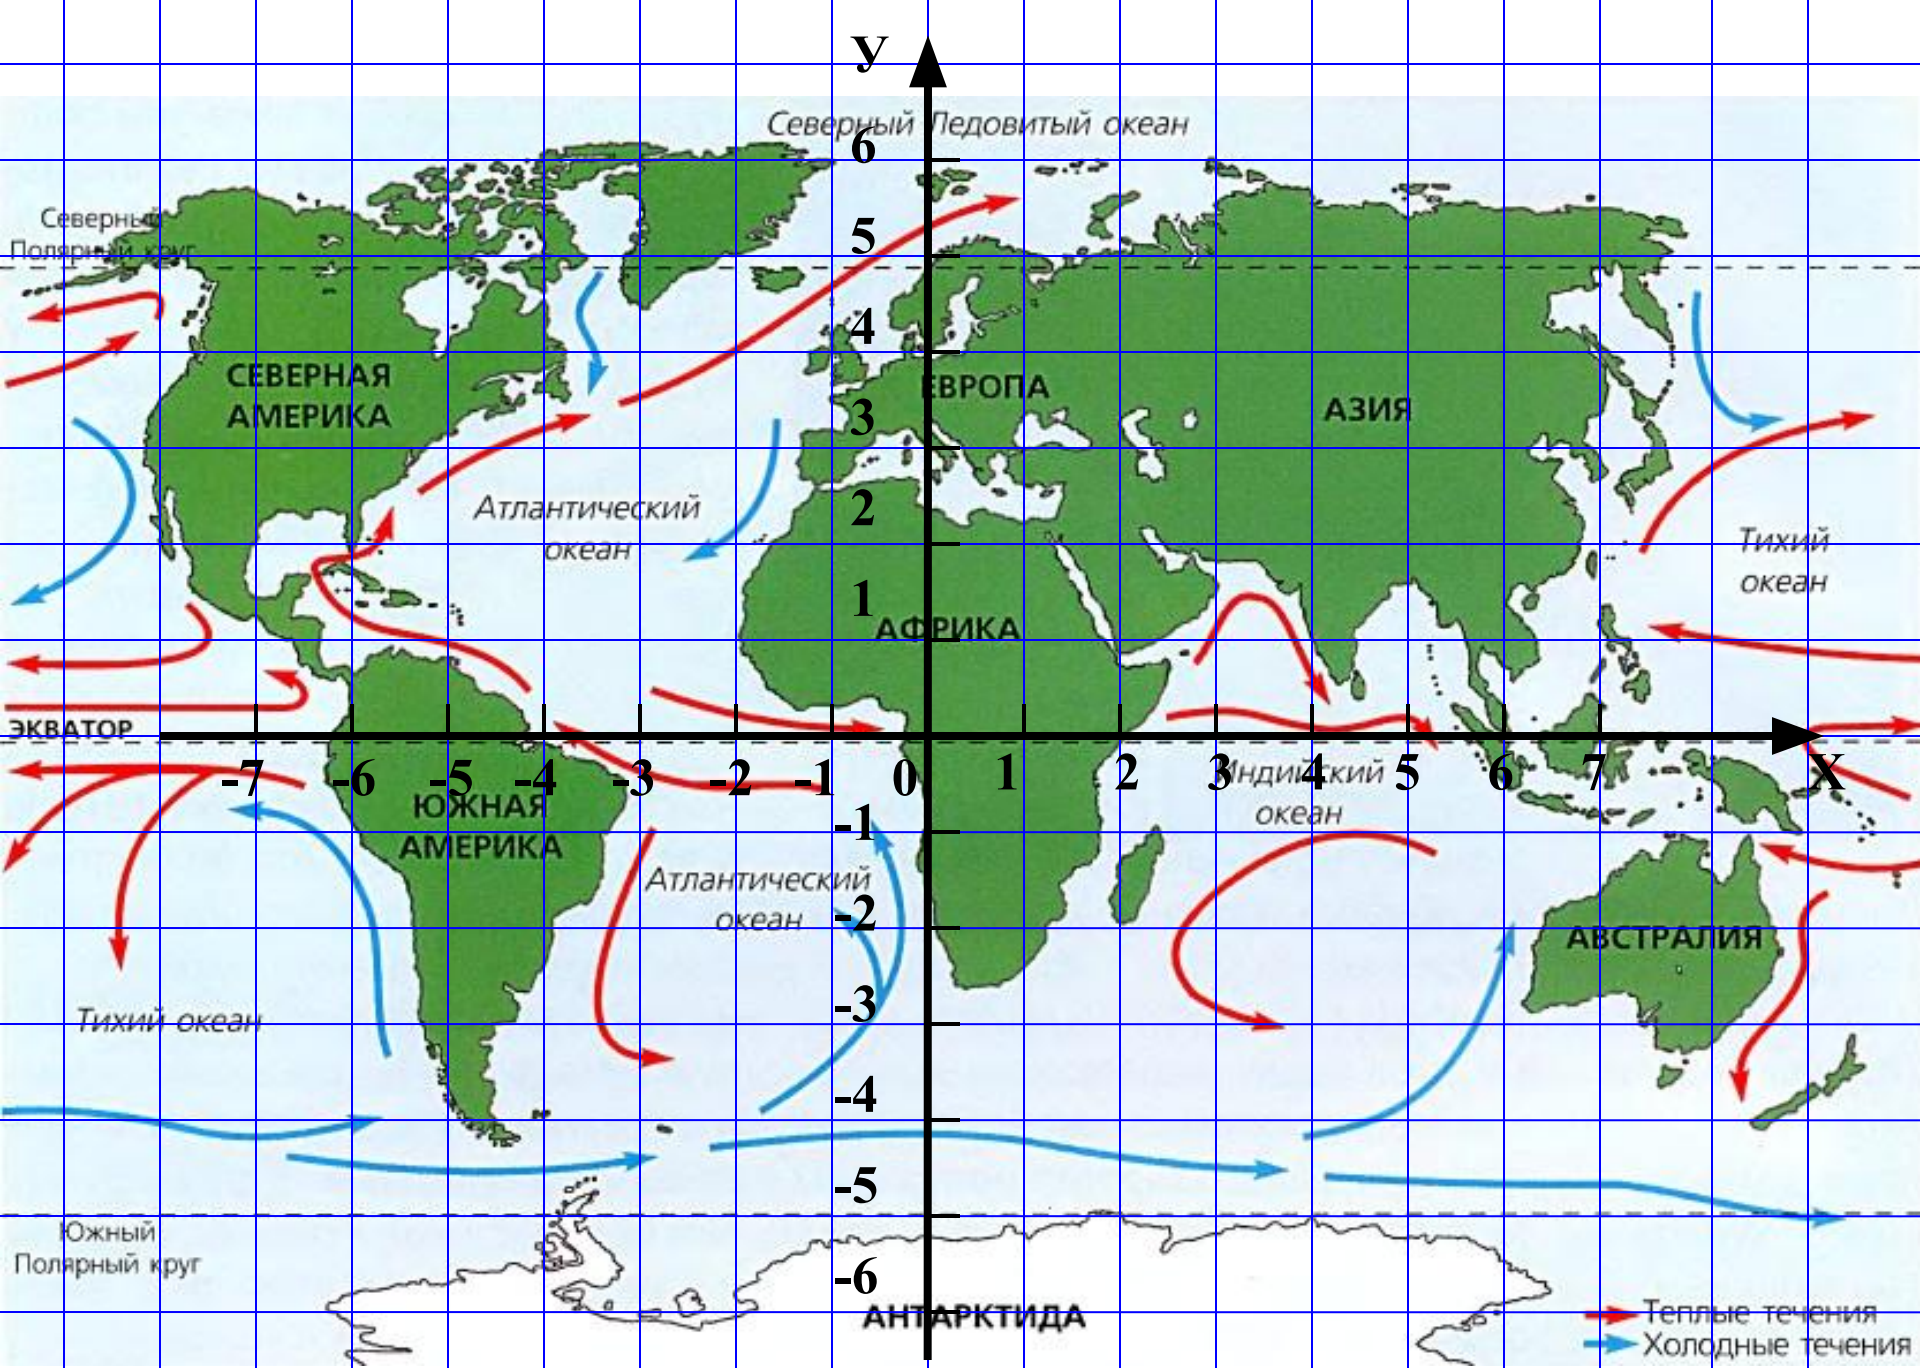 У
Северный Ледовитый океан
6
Северный
Полярный круг
5
4
СЕВЕРНАЯ
АМЕРИКА
ЕВРОПА
АЗИЯ
3
2
Атлантический
океан
Тихий
океан
1
АФРИКА
ЭКВАТОР
-7 -6 -5 -4 -3 -2 -1 0 1 2 3 4 5 6 7 Х
Индийский
океан
ЮЖНАЯ
АМЕРИКА
-1
Атлантический
океан
-2
АВСТРАЛИЯ
-3
Тихий океан
-4
-5
Южный
Полярный круг
-6
АНТАРКТИДА
Теплые течения
Холодные течения